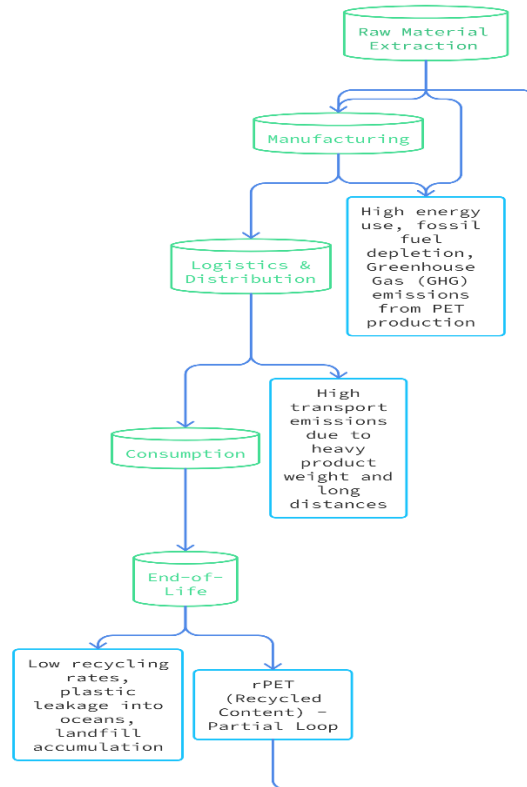 Raw Material
Extraction
Manufacturing
High energy
use, fossil
fuel
depletion,
Greenhouse
Gas (GHG)
emissions
from PET
production
Logistics &
Distribution
High
transport
emissions
due to
heavy
product
weight and
long
distances
Consumption
End-of-
Life
Low recycling
rates,
plastic
leakage into
oceans,
landfill
accumulation
rPET
(Recycled
Content) –
Partial Loop